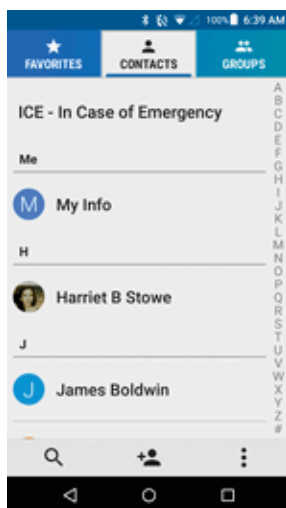 100% 6:39 AM
FAVORITES CONTACTS GROUPS
ICE - In Case of Emergency
Me
M My Info
H
Harriet B Stowe
J
J James Boldwin
A
B
C
D
E
F
G
H
I
J
K
L
M
N
O
P
Q
R
S
T
U
V
W
X
Y
Z
#